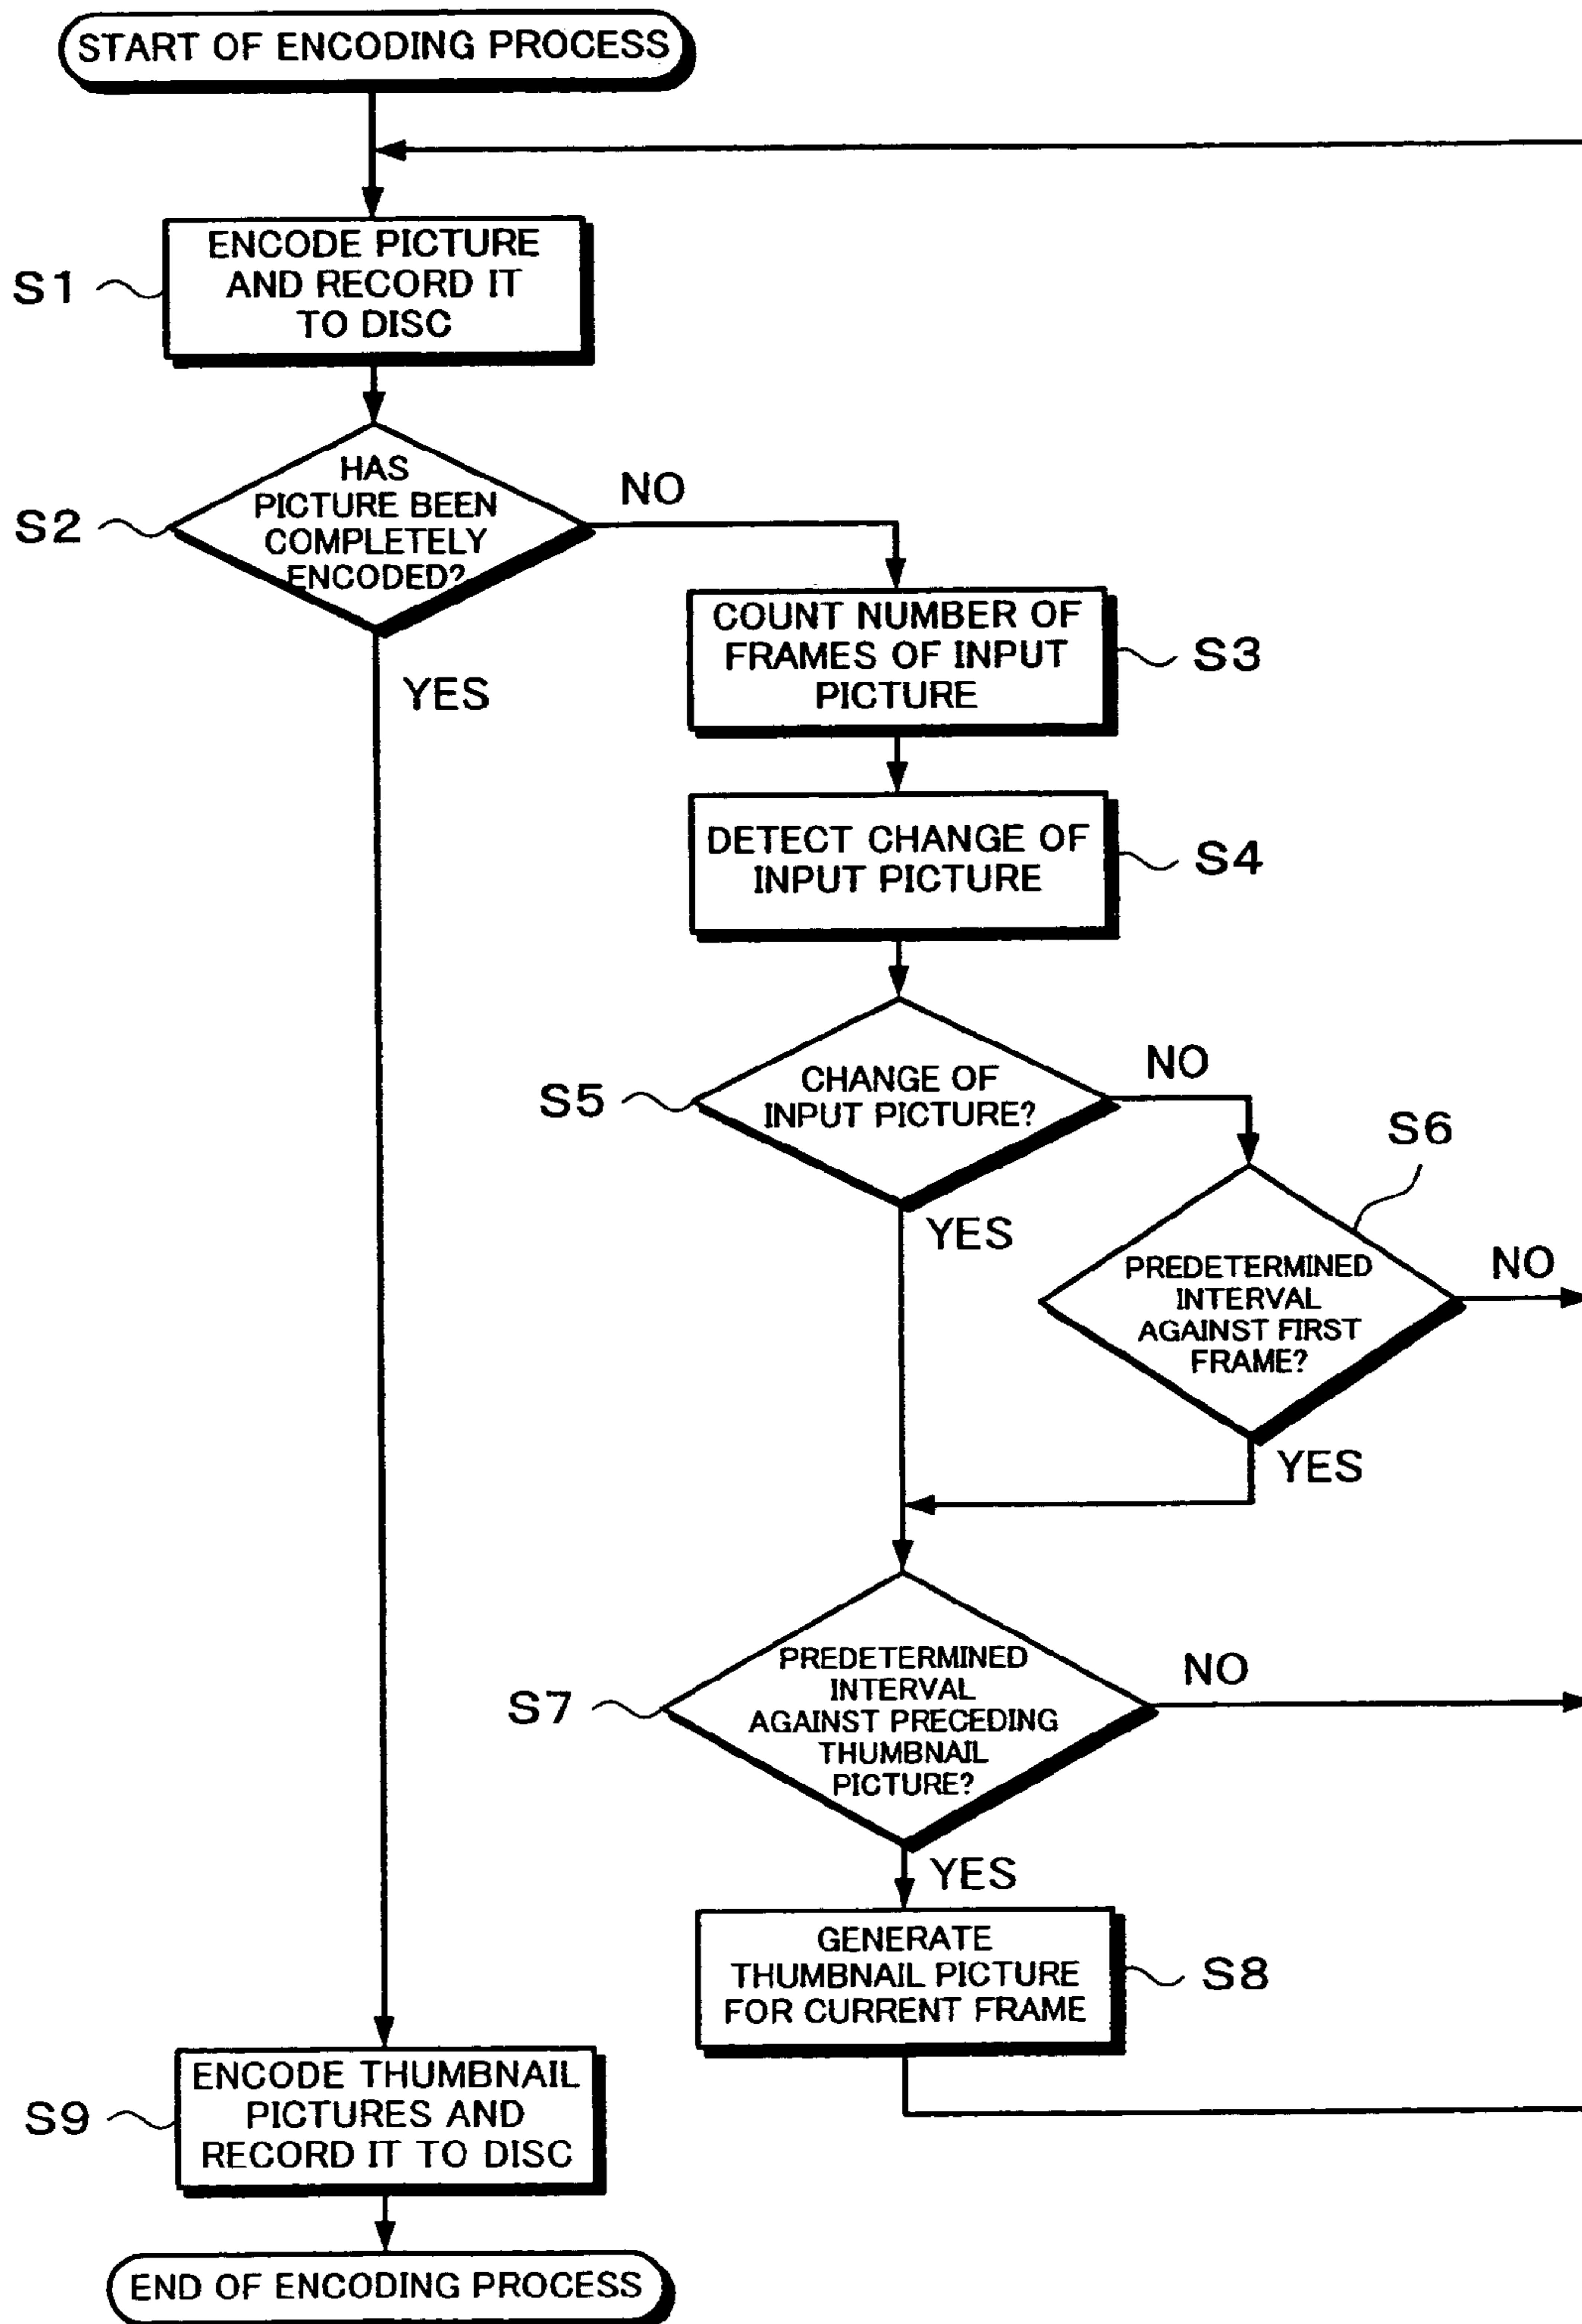 START OF ENCODING PROCESS
S1
ENCODE PICTURE
AND RECORD IT
TO DISC
S2
HAS
PICTURE BEEN
COMPLETELY
ENCODED?
NO
YES
COUNT NUMBER OF
FRAMES OF INPUT
PICTURE
S3
DETECT CHANGE OF
INPUT PICTURE
S4
S5
CHANGE OF
INPUT PICTURE?
NO
YES
S6
PREDETERMINED
INTERVAL
AGAINST FIRST
FRAME?
NO
YES
S7
PREDETERMINED
INTERVAL
AGAINST PRECEDING
THUMBNAIL
PICTURE?
NO
YES
GENERATE
THUMBNAIL PICTURE
FOR CURRENT FRAME
S8
S9
ENCODE THUMBNAIL
PICTURES AND
RECORD IT TO DISC
END OF ENCODING PROCESS